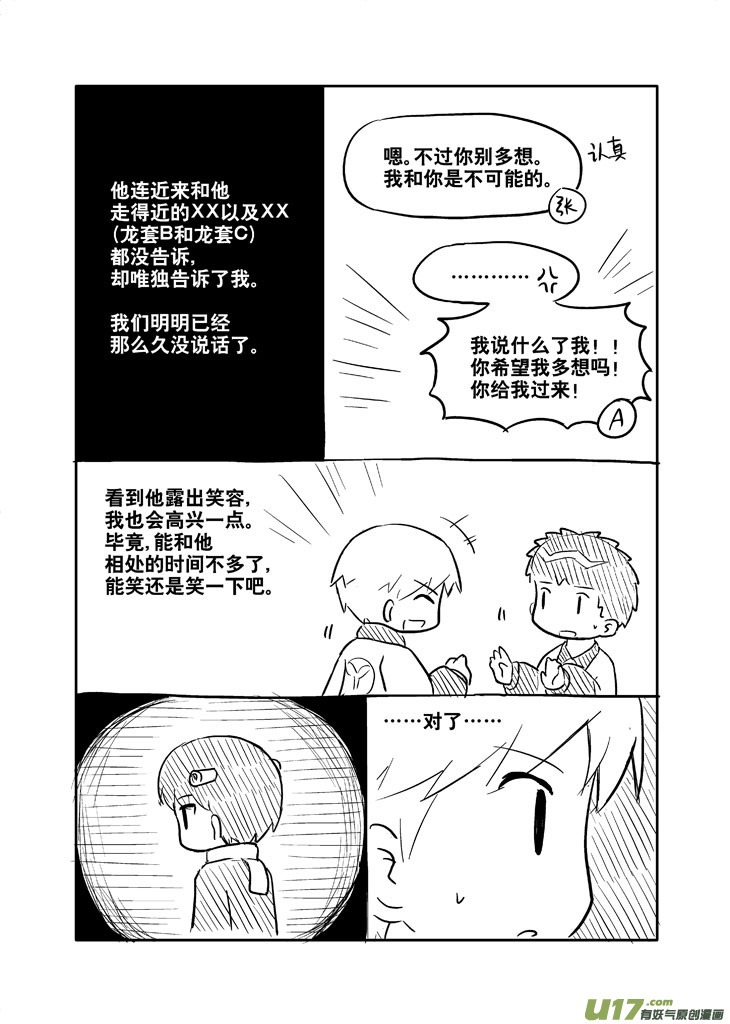 他连近来和他
走得近的XX以及XX
(龙套B和龙套C)
都没告诉,
却唯独告诉了我。
我们明明已经
那么久没说话了。
嗯。不过你别多想。
我和你是不可能的。
认真
张
…………
我说什么了我！！
你希望我多想吗！
你给我过来！
A
看到他露出笑容,
我也会高兴一点。
毕竟,能和他
相处的时间不多了,
能笑还是笑一下吧。
……对了……
U17.com
有妖气原创漫画